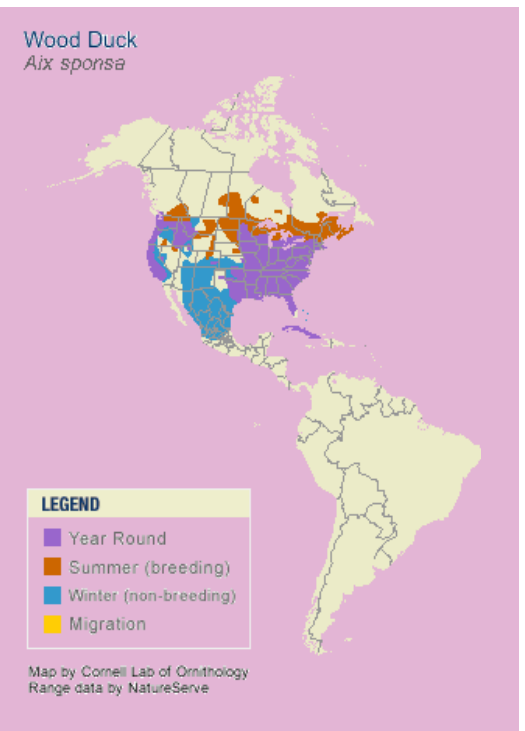 Wood Duck
Aix sponsa
LEGEND
Year Round
Summer (breeding)
Winter (non-breeding)
Migration
Map by Cornell Lab of Ornithology
Range data by NatureServe